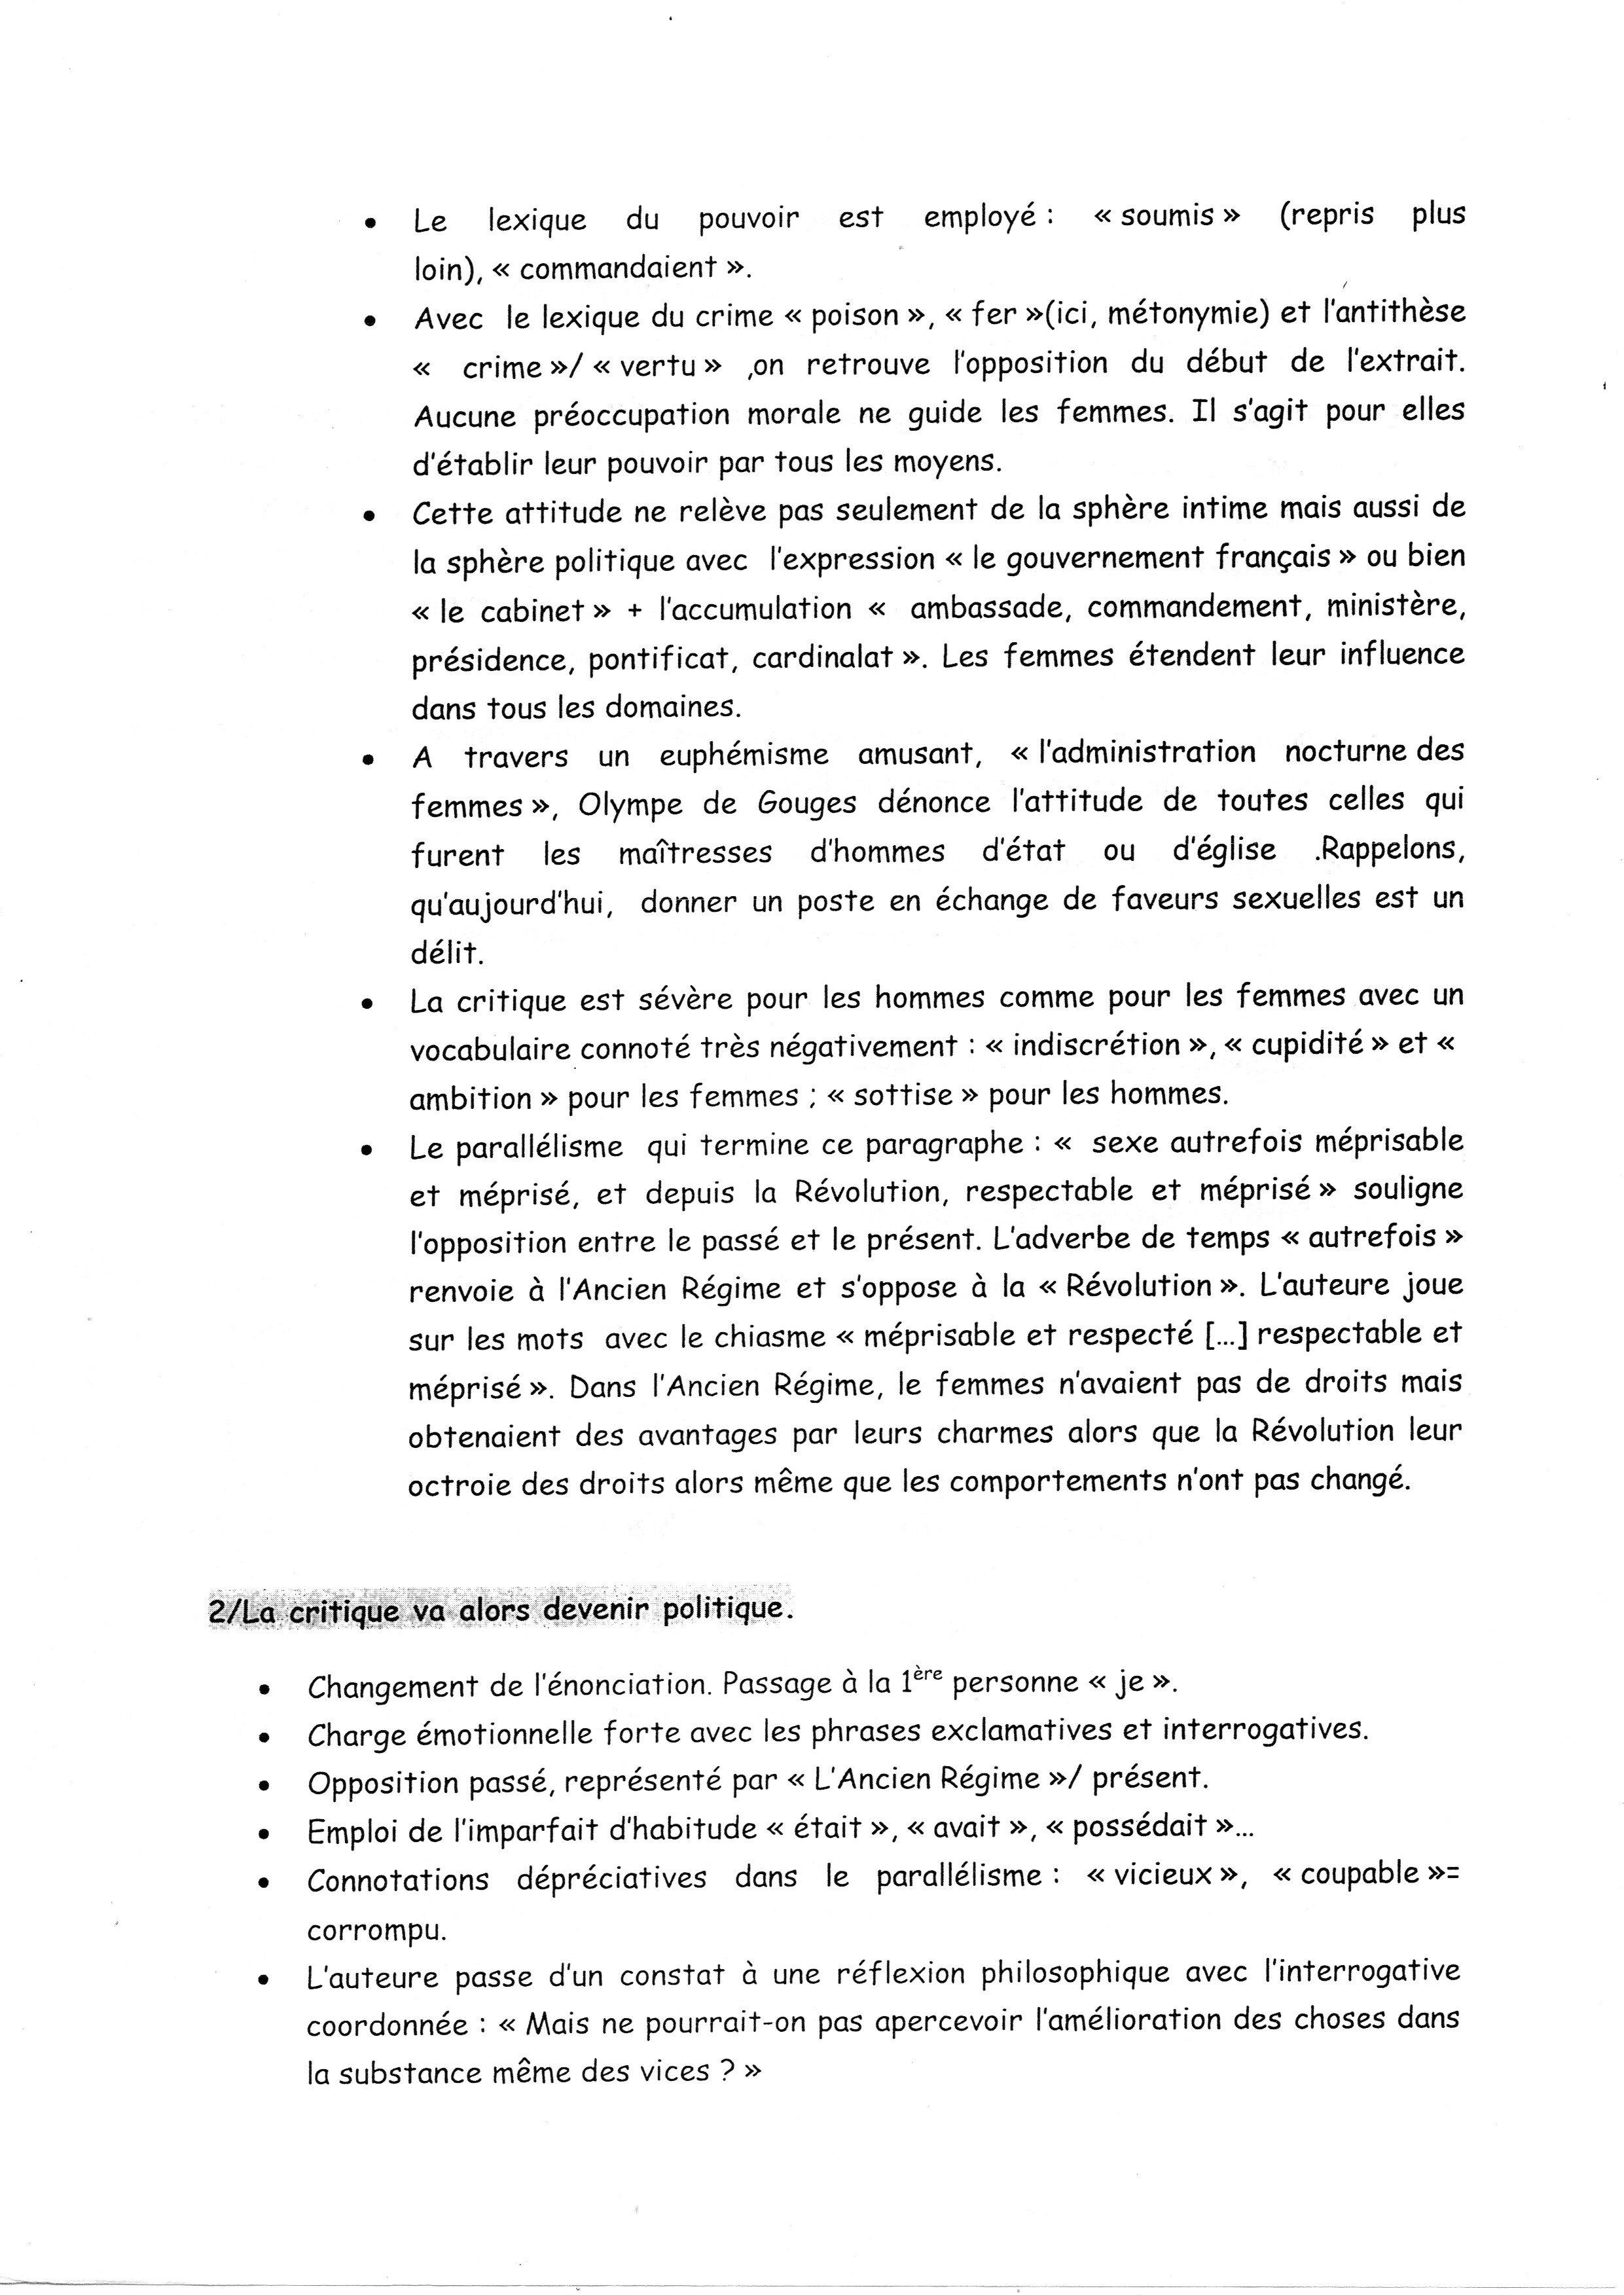 • Le lexique du pouvoir est employé : « soumis » (repris plus
loin), « commandaient ».
• Avec le lexique du crime « poison », « fer »(ici, métonymie) et l'antithèse
« crime »/ « vertu » ,on retrouve l'opposition du début de l'extrait.
Aucune préoccupation morale ne guide les femmes. Il s'agit pour elles
d'établir leur pouvoir par tous les moyens.
• Cette attitude ne relève pas seulement de la sphère intime mais aussi de
la sphère politique avec l'expression « le gouvernement français » ou bien
« le cabinet » + l'accumulation « ambassade, commandement, ministère,
présidence, pontificat, cardinalat ». Les femmes étendent leur influence
dans tous les domaines.
• A travers un euphémisme amusant, « l'administration nocturne des
femmes », Olympe de Gouges dénonce l'attitude de toutes celles qui
furent les maîtresses d'hommes d'état ou d'église .Rappelons,
qu'aujourd'hui, donner un poste en échange de faveurs sexuelles est un
délit.
• La critique est sévère pour les hommes comme pour les femmes avec un
vocabulaire connoté très négativement : « indiscrétion », « cupidité » et «
ambition » pour les femmes ; « sottise » pour les hommes.
• Le parallélisme qui termine ce paragraphe : « sexe autrefois méprisable
et méprisé, et depuis la Révolution, respectable et méprisé » souligne
l'opposition entre le passé et le présent. L'adverbe de temps « autrefois »
renvoie à l'Ancien Régime et s'oppose à la « Révolution ». L'auteure joue
sur les mots avec le chiasme « méprisable et respecté […] respectable et
méprisé ». Dans l'Ancien Régime, le femmes n'avaient pas de droits mais
obtenaient des avantages par leurs charmes alors que la Révolution leur
octroie des droits alors même que les comportements n'ont pas changé.
2/La critique va alors devenir politique.
• Changement de l'énonciation. Passage à la 1ère personne « je ».
• Charge émotionnelle forte avec les phrases exclamatives et interrogatives.
• Opposition passé, représenté par « L'Ancien Régime »/ présent.
• Emploi de l'imparfait d'habitude « était », « avait », « possédait »…
• Connotations dépréciatives dans le parallélisme : « vicieux », « coupable »=
corrompu.
• L'auteure passe d'un constat à une réflexion philosophique avec l'interrogative
coordonnée : « Mais ne pourrait-on pas apercevoir l'amélioration des choses dans
la substance même des vices ? »